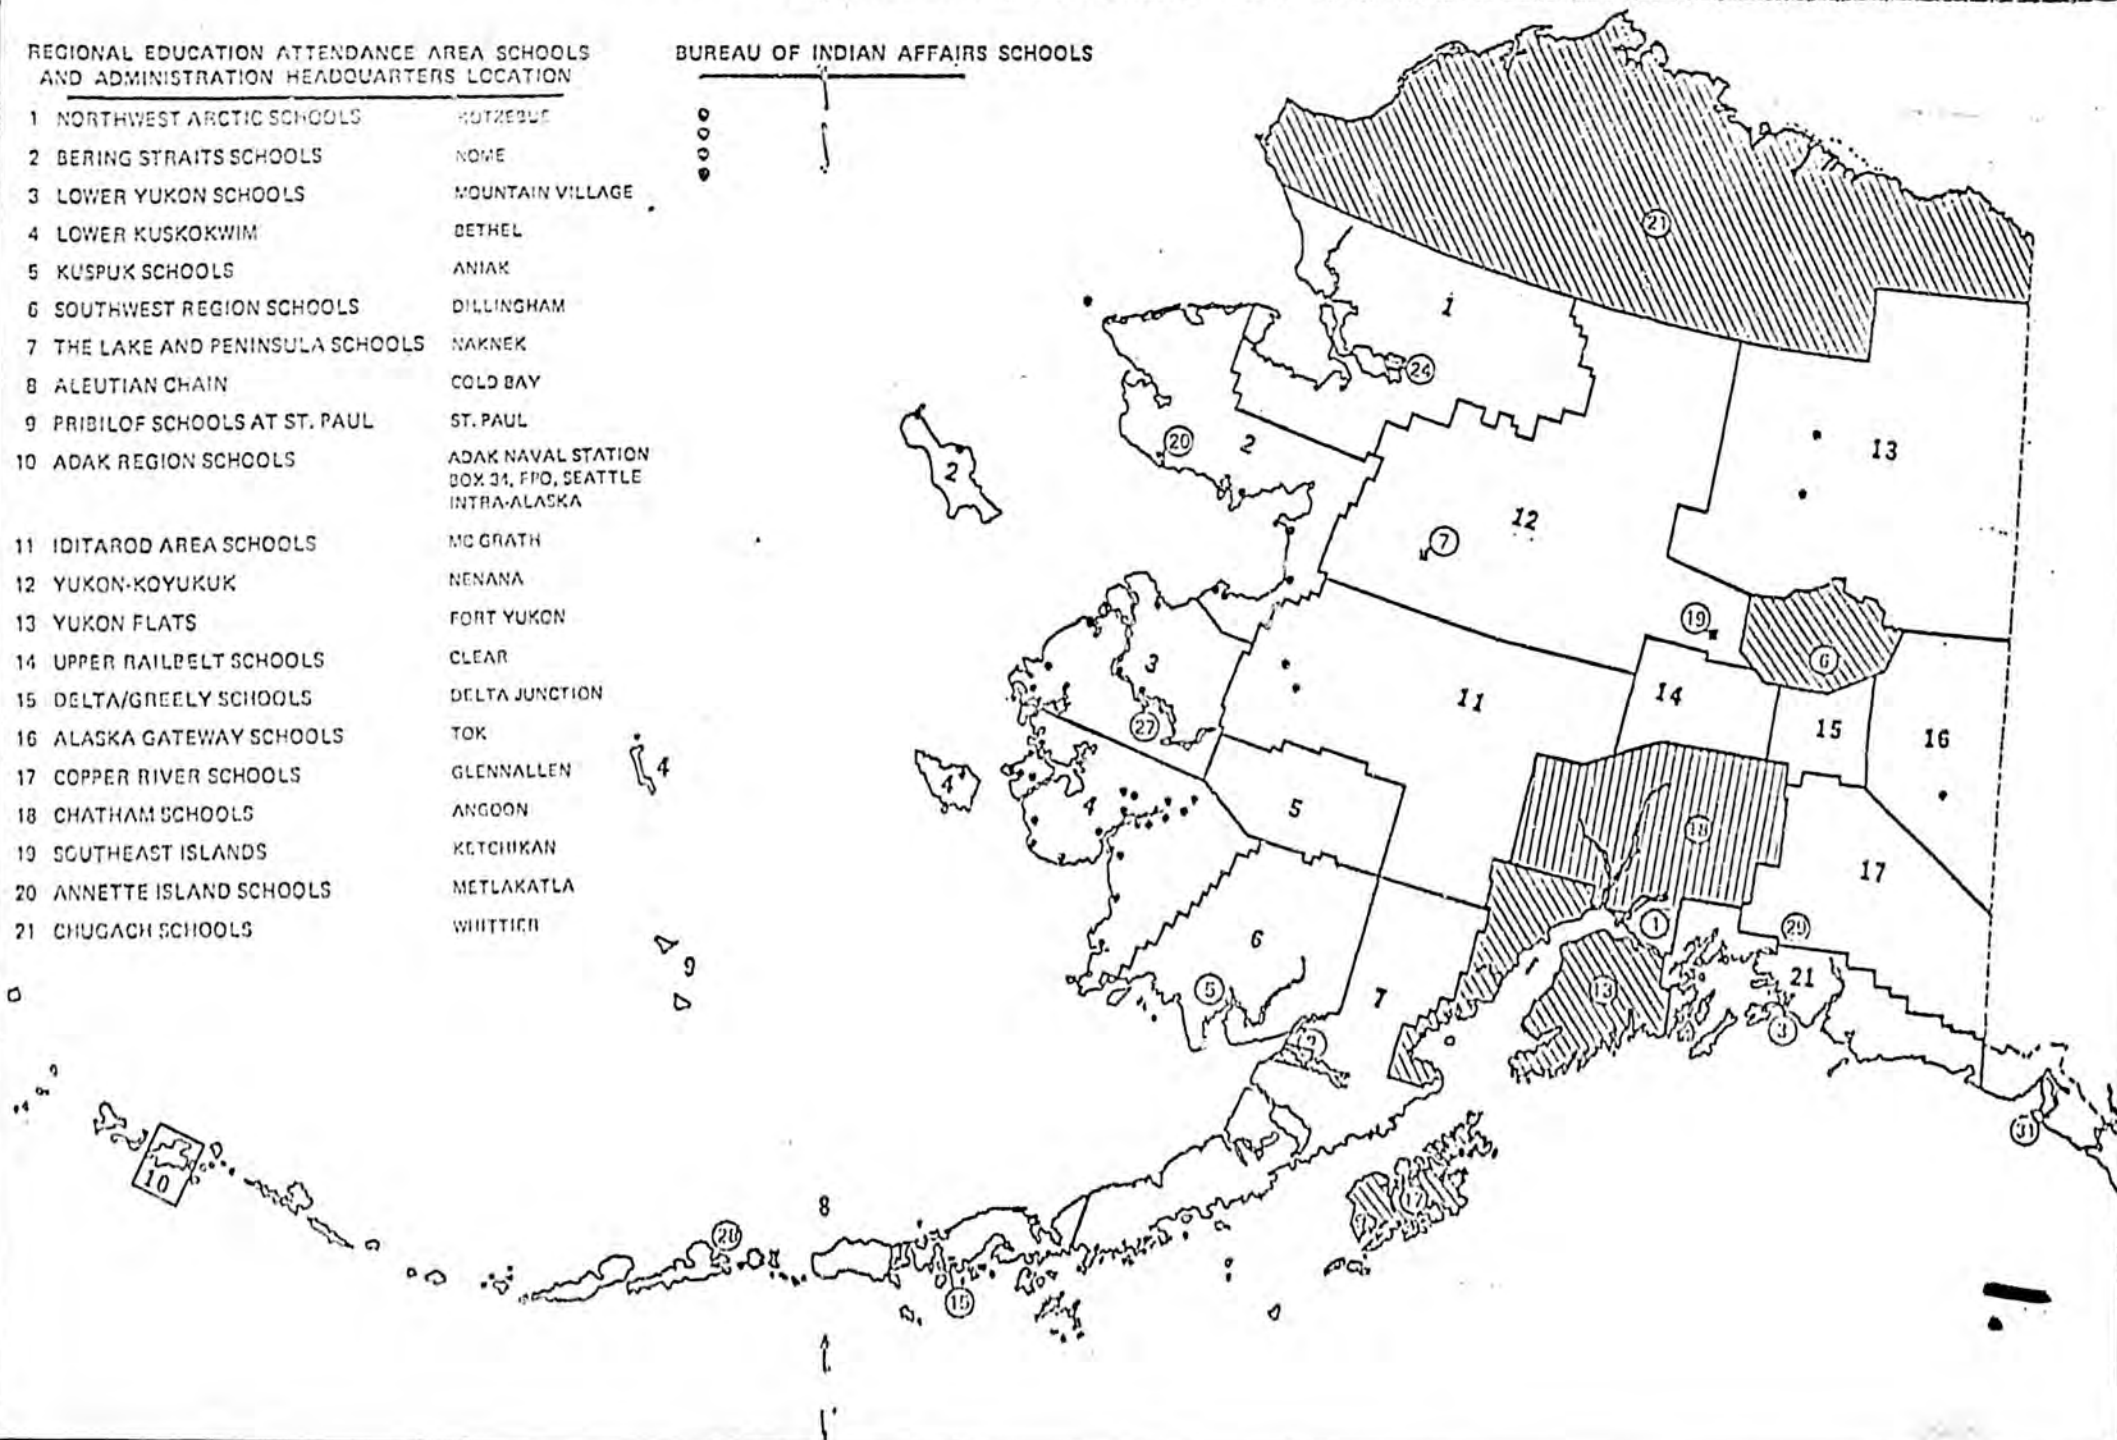 REGIONAL EDUCATION ATTENDANCE AREA SCHOOLS
AND ADMINISTRATION HEADQUARTERS LOCATION
BUREAU OF INDIAN AFFAIRS SCHOOLS
1 NORTHWEST ARCTIC SCHOOLS KOTZEBUE
2 BERING STRAITS SCHOOLS NOME
3 LOWER YUKON SCHOOLS MOUNTAIN VILLAGE
4 LOWER KUSKOKWIM BETHEL
5 KUSPUK SCHOOLS ANIAK
6 SOUTHWEST REGION SCHOOLS DILLINGHAM
7 THE LAKE AND PENINSULA SCHOOLS NAKNEK
8 ALEUTIAN CHAIN COLD BAY
9 PRIBILOF SCHOOLS AT ST. PAUL ST. PAUL
10 ADAK REGION SCHOOLS ADAK NAVAL STATION
BOX 34, FPO, SEATTLE
INTRA-ALASKA
11 IDITAROD AREA SCHOOLS MC GRATH
12 YUKON-KOYUKUK NENANA
13 YUKON FLATS FORT YUKON
14 UPPER RAILBELT SCHOOLS CLEAR
15 DELTA/GREELY SCHOOLS DELTA JUNCTION
16 ALASKA GATEWAY SCHOOLS TOK
17 COPPER RIVER SCHOOLS GLENNALLEN
18 CHATHAM SCHOOLS ANGOON
19 SOUTHEAST ISLANDS KETCHIKAN
20 ANNETTE ISLAND SCHOOLS METLAKATLA
21 CHUGACH SCHOOLS WHITTIER
21
1
24
13
20
2
2
12
7
19
6
3
11
14
15
16
27
4
4
4
5
18
17
6
1
29
9
5
7
13
21
3
31
10
17
8
15